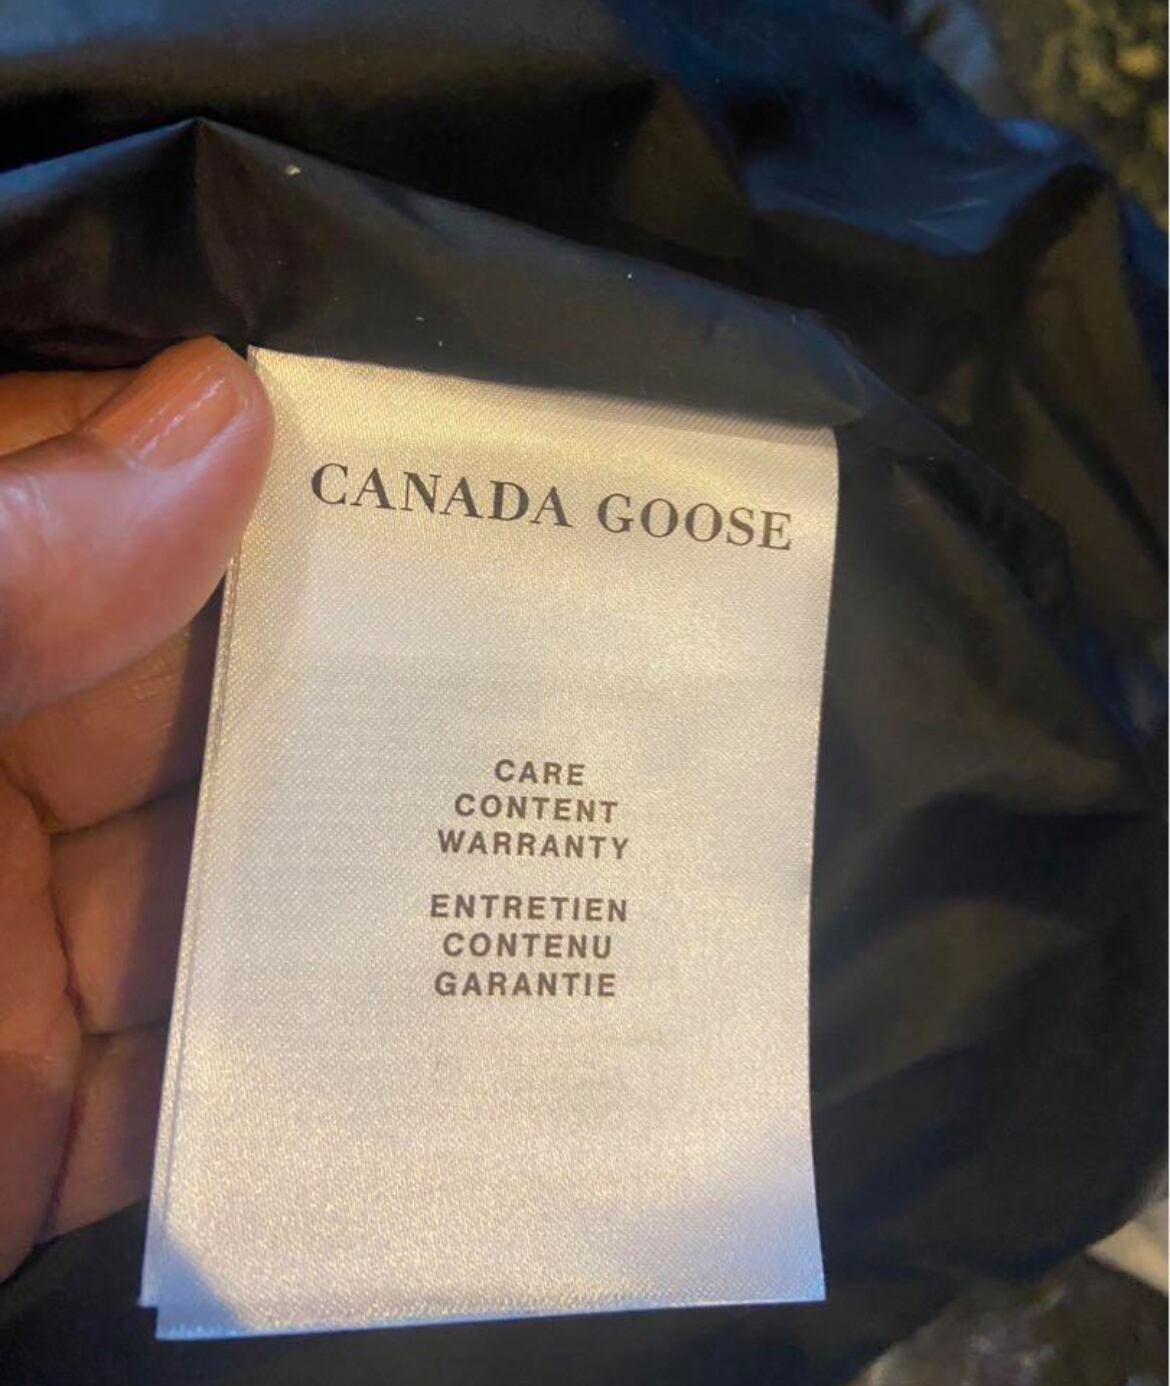 CANADA GOOSE
CARE
CONTENT
WARRANTY
ENTRETIEN
CONTENU
GARANTIE